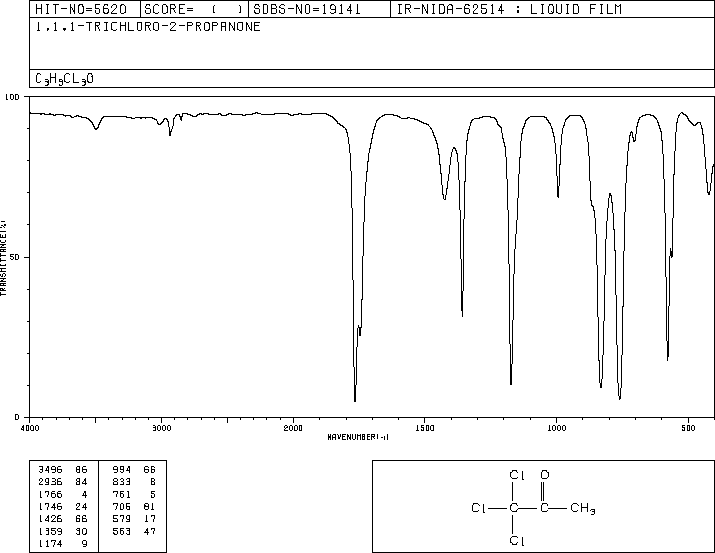 HIT-NO=5620 SCORE= ( ) SDBS-NO=19141 IR-NIDA-62514 : LIQUID FILM
1,1,1-TRICHLORO-2-PROPANONE
C3H3CL3O
100
50
0
TRANSMITTANCE(%)
4000 3000 2000 1500 1000 500
WAVENUMBER(-1)
3496 86 994 66
2936 84 833 8
1766 4 761 5
1746 24 706 81
1426 66 579 17
1359 30 563 47
1174 9
Cl O
Cl C C CH3
Cl